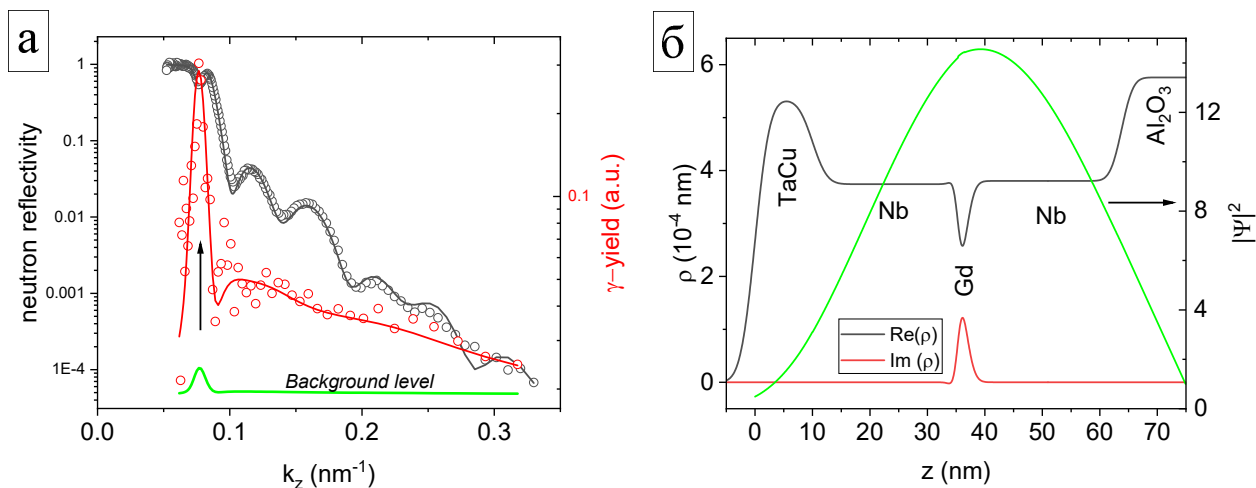 а
neutron reflectivity
1
0.1
0.01
0.001
1E-4
0.0
0.1
0.2
0.3
k_z (nm⁻¹)
0.1
γ−yield (a.u.)
Background level
б
ρ (10⁻⁴ nm)
6
4
2
0
TaCu
Nb
Gd
Nb
Al₂O₃
Re(ρ)
Im (ρ)
0
10
20
30
40
50
60
70
z (nm)
12
8
4
0
|Ψ|²